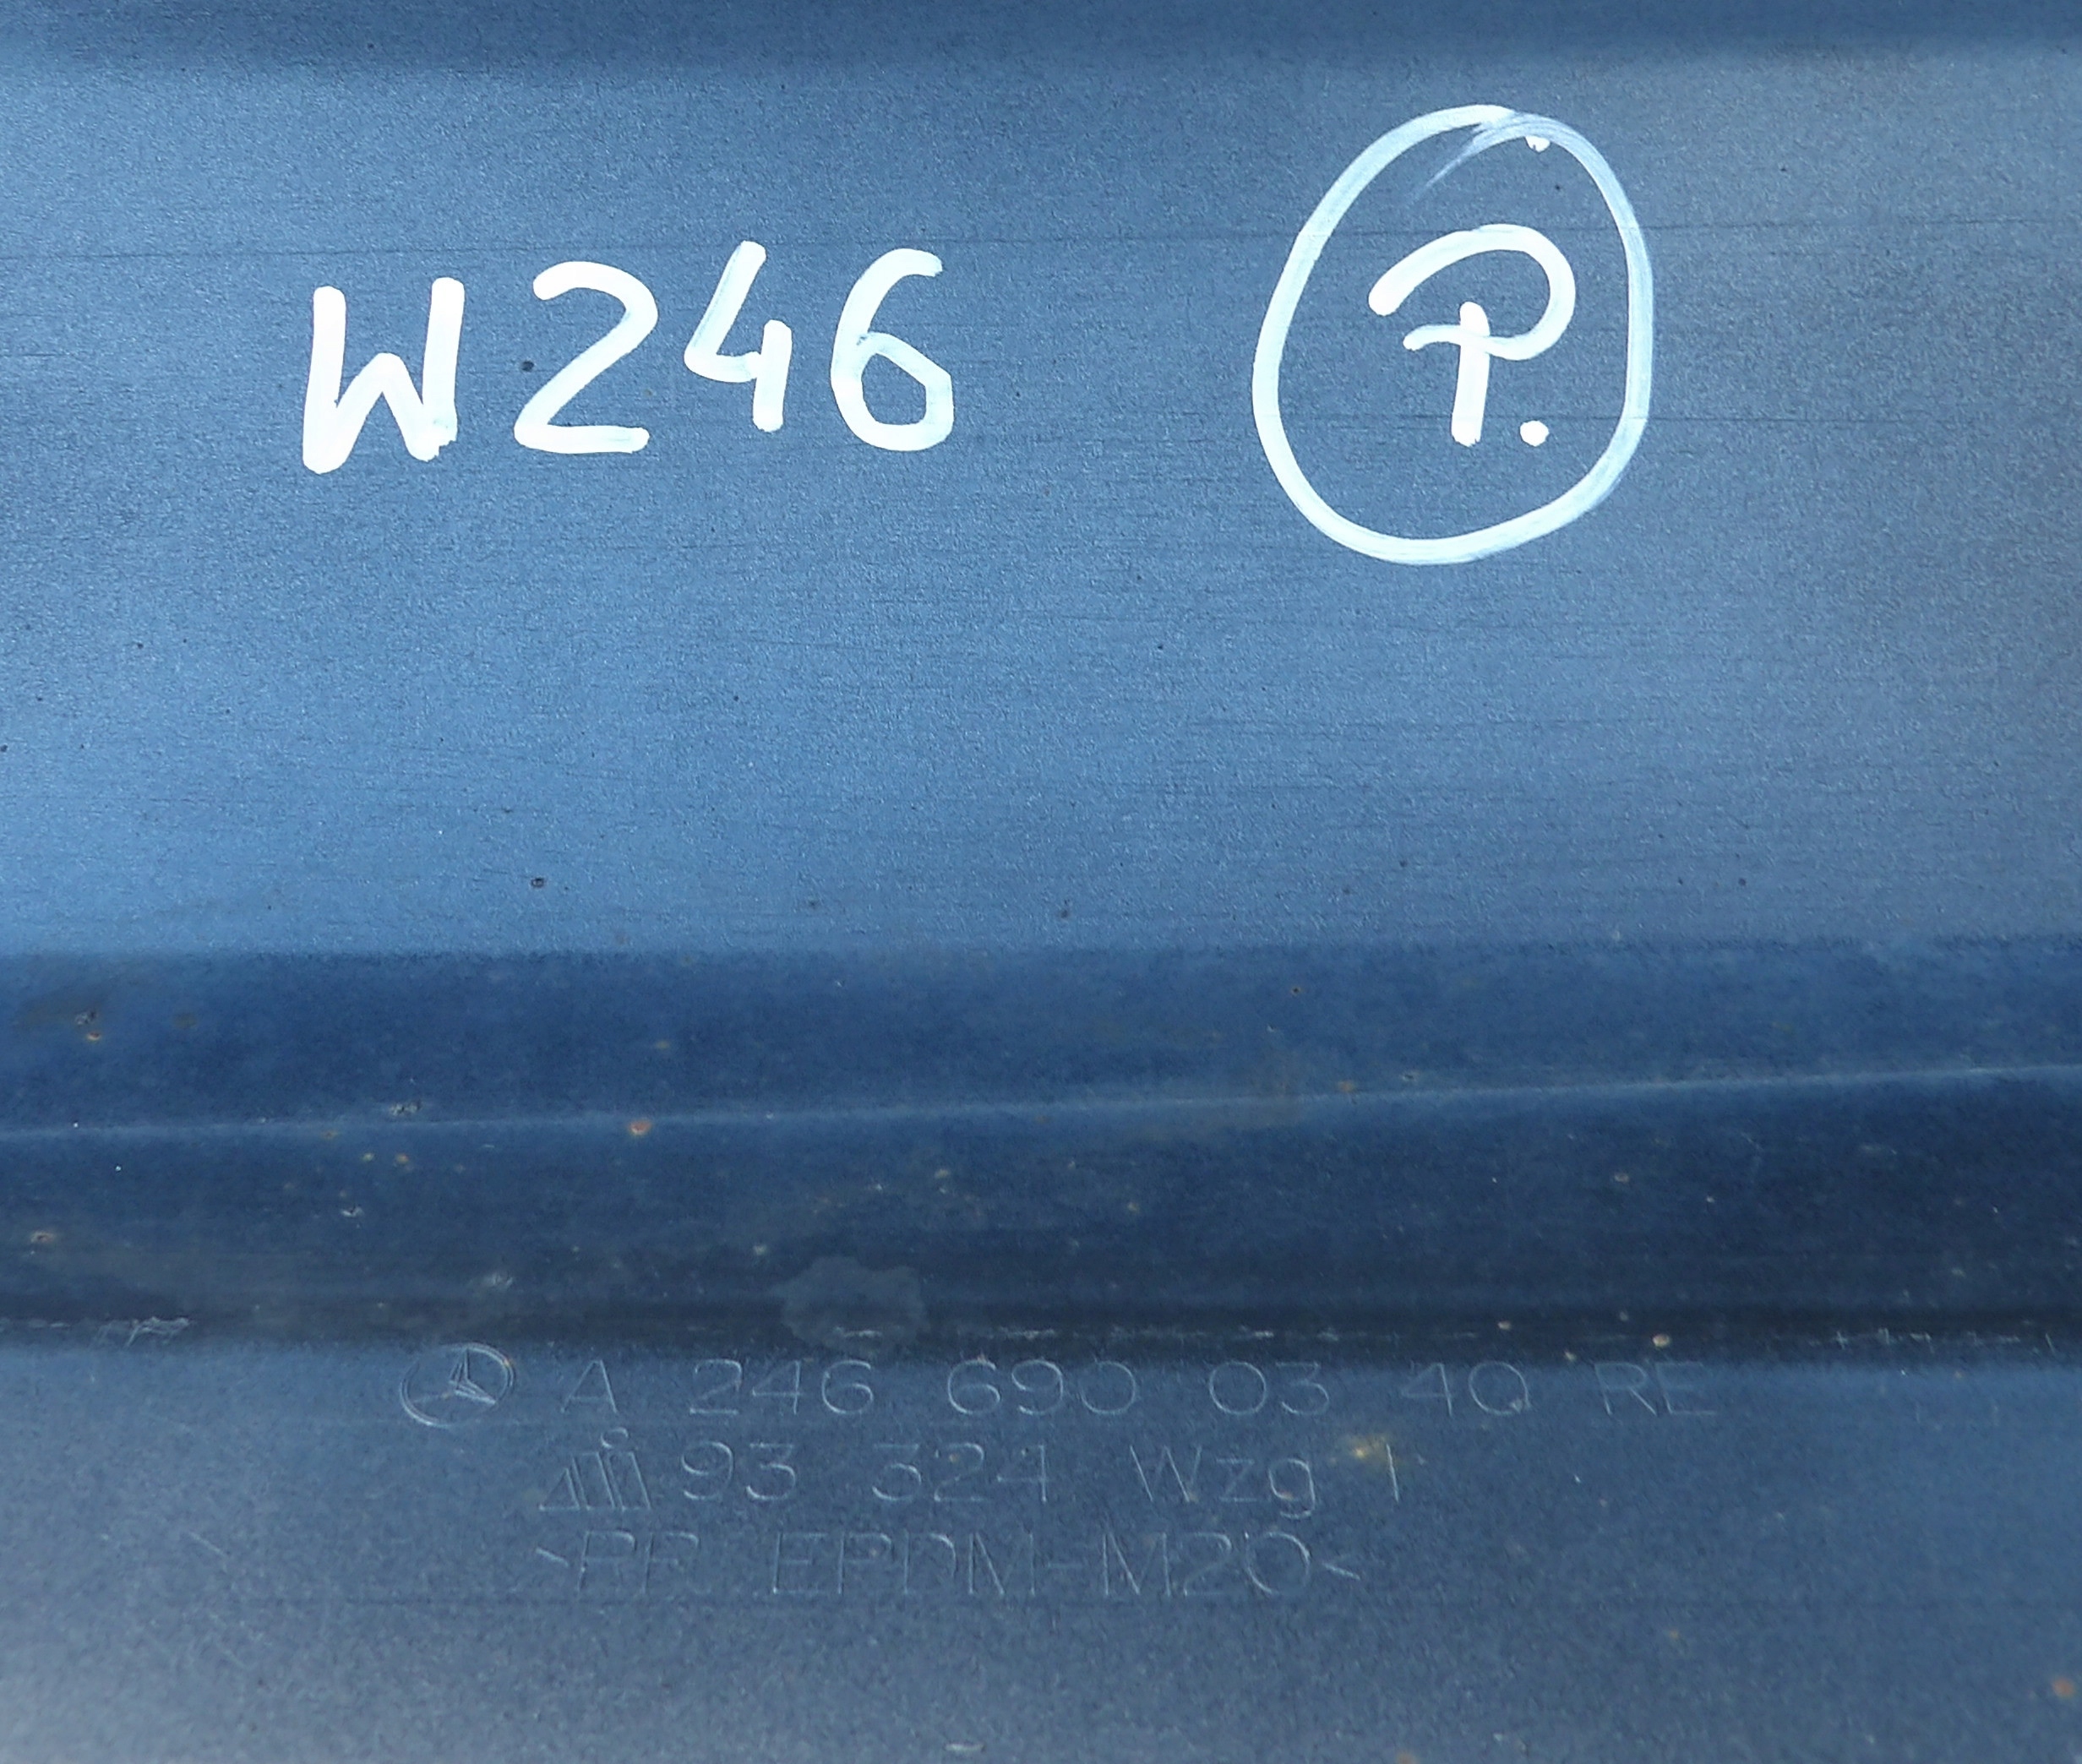 W246 P.
A 246 690 03 40 RE
93 324 Wzg 1
>PP EPDM-M20<